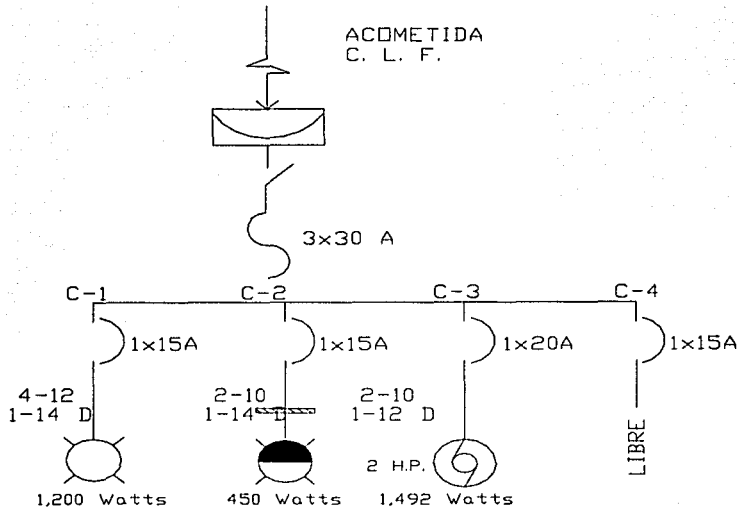 ACOMETIDA
C. L. F.
3x30 A
C-1
C-2
C-3
C-4
1x15A
1x15A
1x20A
1x15A
4-12
1-14 D
2-10
1-14 D
2-10
1-12 D
LIBRE
2 H.P.
1,200 Watts
450 Watts
1,492 Watts